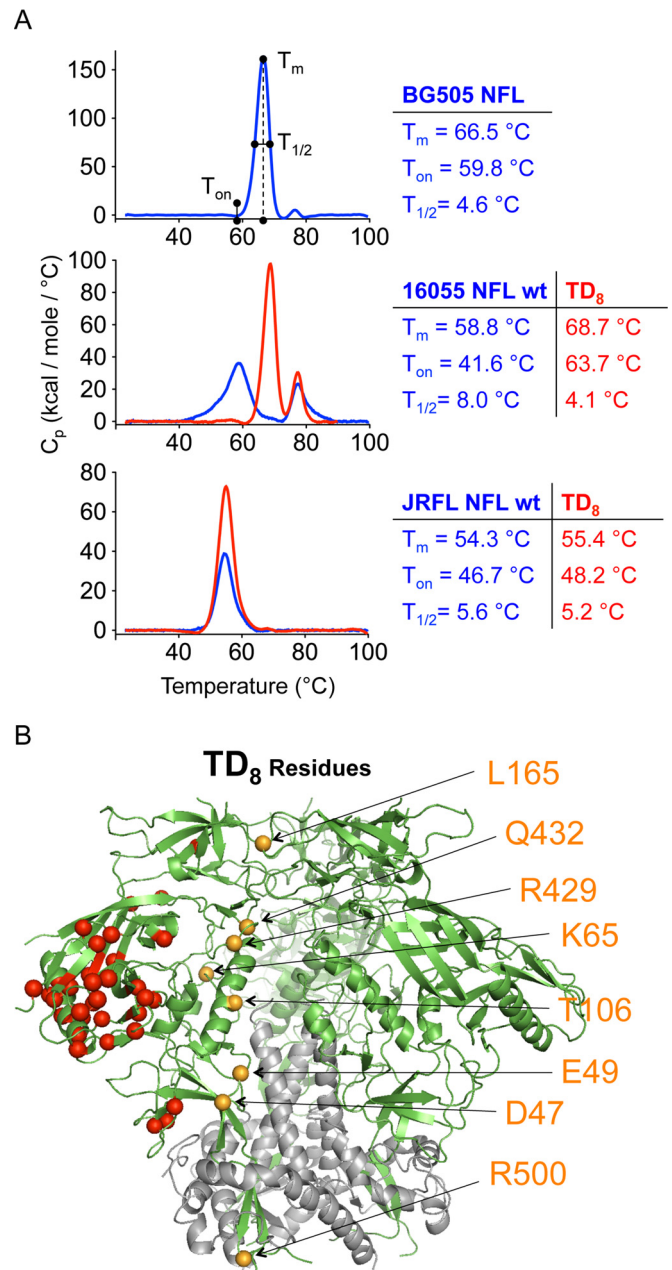 A
150
100
50
0
40 60 80 100
Tm
T1/2
Ton
BG505 NFL
Tm = 66.5 °C
Ton = 59.8 °C
T1/2 = 4.6 °C
Cp (kcal / mole / °C)
100
80
60
40
20
0
40 60 80 100
16055 NFL wt TD8
Tm = 58.8 °C 68.7 °C
Ton = 41.6 °C 63.7 °C
T1/2 = 8.0 °C 4.1 °C
80
60
40
20
0
40 60 80 100
Temperature (°C)
JRFL NFL wt TD8
Tm = 54.3 °C 55.4 °C
Ton = 46.7 °C 48.2 °C
T1/2= 5.6 °C 5.2 °C
B
TD8 Residues
L165
Q432
R429
K65
T106
E49
D47
R500